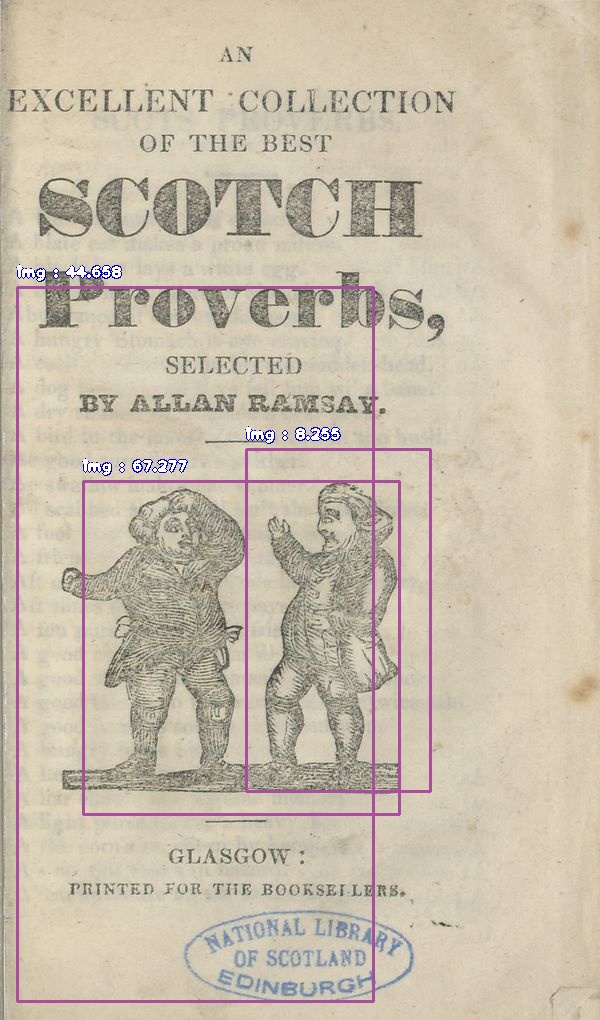 AN
EXCELLENT COLLECTION
OF THE BEST
SCOTCH
img : 44.658
Proverbs,
SELECTED
BY ALLAN RAMSAY.
img : 8.255
img : 67.277
GLASGOW:
PRINTED FOR THE BOOKSELLERS.
NATIONAL LIBRARY
OF SCOTLAND
EDINBURGH